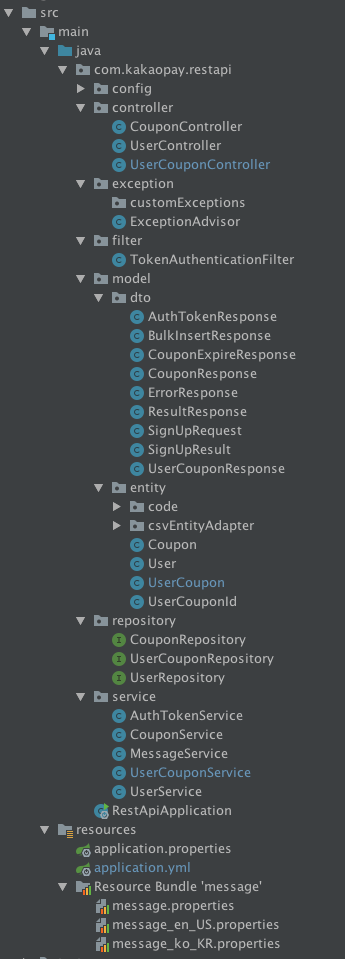 src
main
java
com.kakaopay.restapi
config
controller
CouponController
UserController
UserCouponController
exception
customExceptions
ExceptionAdvisor
filter
TokenAuthenticationFilter
model
dto
AuthTokenResponse
BulkInsertResponse
CouponExpireResponse
CouponResponse
ErrorResponse
ResultResponse
SignUpRequest
SignUpResult
UserCouponResponse
entity
code
csvEntityAdapter
Coupon
User
UserCoupon
UserCouponId
repository
CouponRepository
UserCouponRepository
UserRepository
service
AuthTokenService
CouponService
MessageService
UserCouponService
UserService
RestApiApplication
resources
application.properties
application.yml
Resource Bundle 'message'
message.properties
message_en_US.properties
message_ko_KR.properties